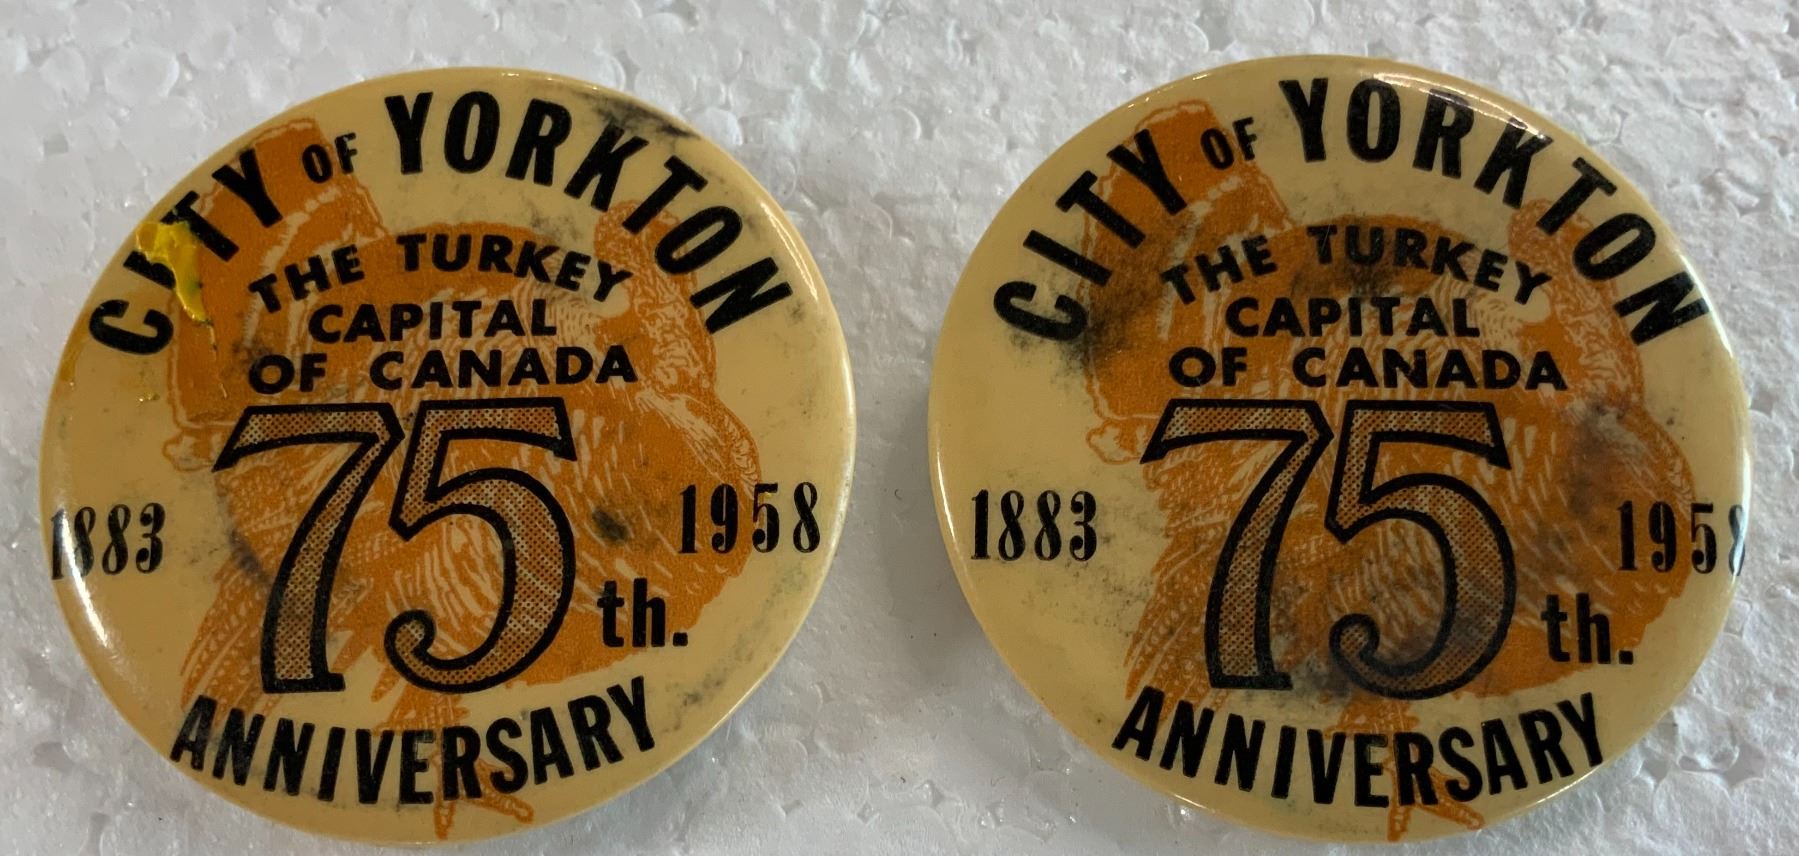 CITY OF YORKTON
THE TURKEY
CAPITAL
OF CANADA
75th.
1883
1958
ANNIVERSARY
CITY OF YORKTON
THE TURKEY
CAPITAL
OF CANADA
75th.
1883
1958
ANNIVERSARY